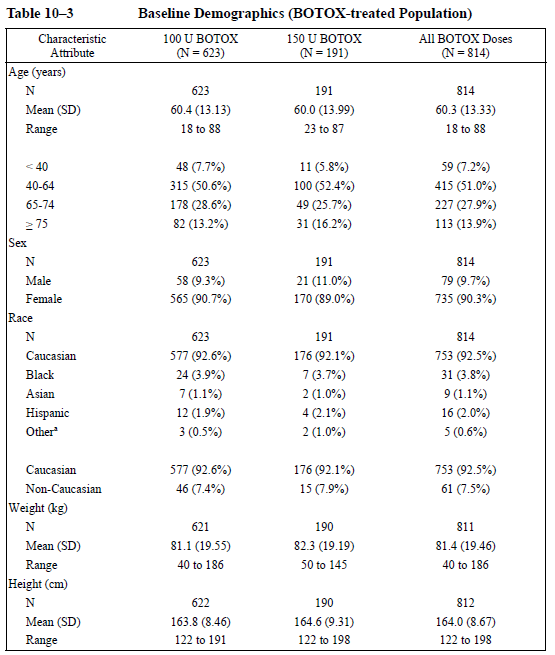 Table 10–3 Baseline Demographics (BOTOX-treated Population)
Characteristic Attribute 100 U BOTOX (N = 623) 150 U BOTOX (N = 191) All BOTOX Doses (N = 814)
Age (years)
N 623 191 814
Mean (SD) 60.4 (13.13) 60.0 (13.99) 60.3 (13.33)
Range 18 to 88 23 to 87 18 to 88
< 40 48 (7.7%) 11 (5.8%) 59 (7.2%)
40-64 315 (50.6%) 100 (52.4%) 415 (51.0%)
65-74 178 (28.6%) 49 (25.7%) 227 (27.9%)
≥ 75 82 (13.2%) 31 (16.2%) 113 (13.9%)
Sex
N 623 191 814
Male 58 (9.3%) 21 (11.0%) 79 (9.7%)
Female 565 (90.7%) 170 (89.0%) 735 (90.3%)
Race
N 623 191 814
Caucasian 577 (92.6%) 176 (92.1%) 753 (92.5%)
Black 24 (3.9%) 7 (3.7%) 31 (3.8%)
Asian 7 (1.1%) 2 (1.0%) 9 (1.1%)
Hispanic 12 (1.9%) 4 (2.1%) 16 (2.0%)
Otherᵃ 3 (0.5%) 2 (1.0%) 5 (0.6%)
Caucasian 577 (92.6%) 176 (92.1%) 753 (92.5%)
Non-Caucasian 46 (7.4%) 15 (7.9%) 61 (7.5%)
Weight (kg)
N 621 190 811
Mean (SD) 81.1 (19.55) 82.3 (19.19) 81.4 (19.46)
Range 40 to 186 50 to 145 40 to 186
Height (cm)
N 622 190 812
Mean (SD) 163.8 (8.46) 164.6 (9.31) 164.0 (8.67)
Range 122 to 191 122 to 198 122 to 198